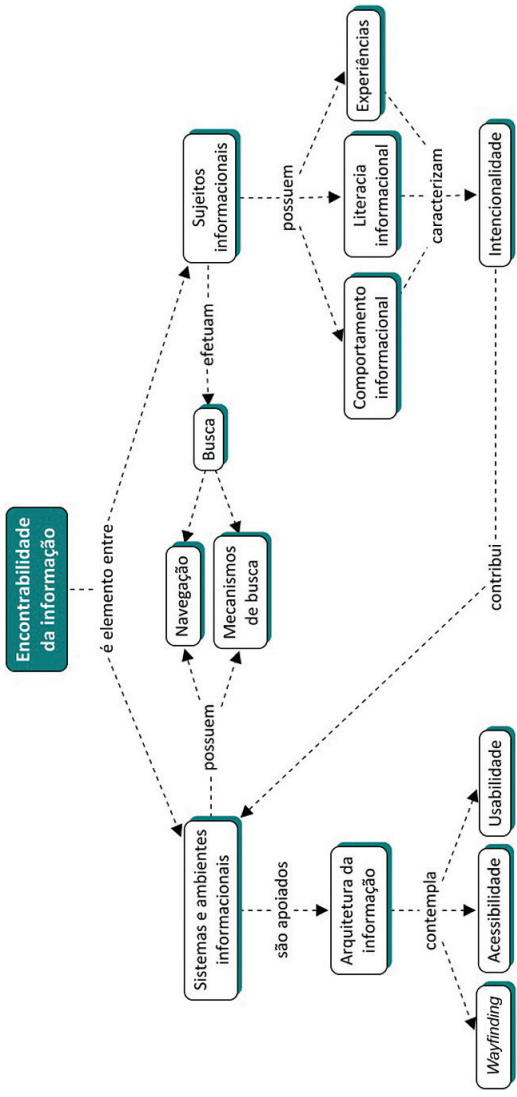 Encontrabilidade
da informação
é elemento entre
Sistemas e ambientes
informacionais
possuem
Navegação
Mecanismos
de busca
Busca
efetuam
Sujeitos
informacionais
são apoiados
Arquitetura da
informação
contempla
Wayfinding
Acessibilidade
Usabilidade
possuem
Comportamento
informacional
Literacia
informacional
Experiências
caracterizam
Intencionalidade
contribui